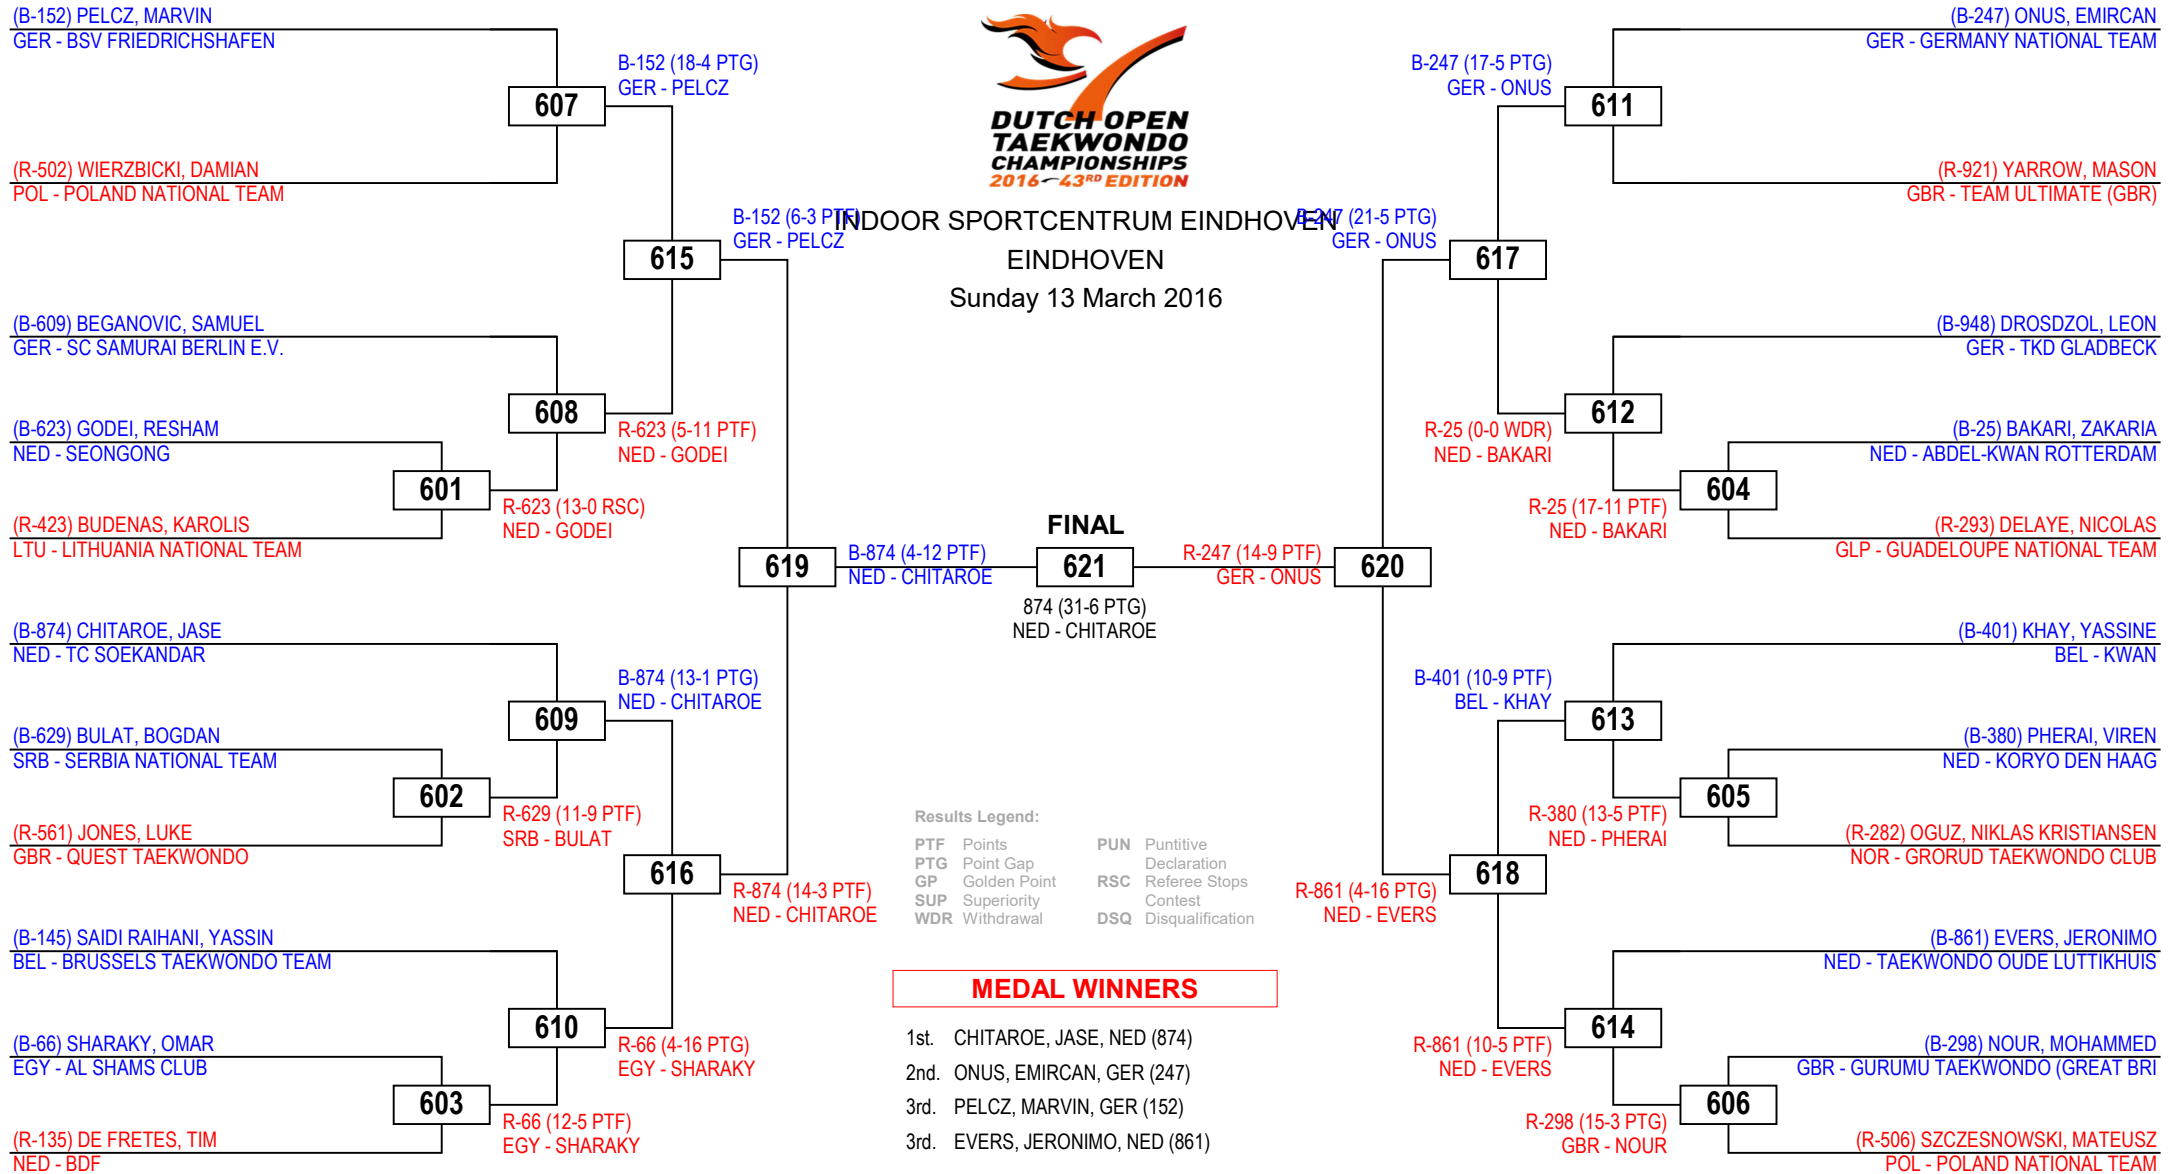 (B-152) PELCZ, MARVIN
GER - BSV FRIEDRICHSHAFEN
607
B-152 (18-4 PTG)
GER - PELCZ
(R-502) WIERZBICKI, DAMIAN
POL - POLAND NATIONAL TEAM
615
B-152 (6-3 PTF)
GER - PELCZ
(B-609) BEGANOVIC, SAMUEL
GER - SC SAMURAI BERLIN E.V.
608
R-623 (5-11 PTF)
NED - GODEI
(B-623) GODEI, RESHAM
NED - SEONGONG
601
R-623 (13-0 RSC)
NED - GODEI
(R-423) BUDENAS, KAROLIS
LTU - LITHUANIA NATIONAL TEAM
619
B-874 (4-12 PTF)
NED - CHITAROE
(B-874) CHITAROE, JASE
NED - TC SOEKANDAR
609
B-874 (13-1 PTG)
NED - CHITAROE
(B-629) BULAT, BOGDAN
SRB - SERBIA NATIONAL TEAM
602
R-629 (11-9 PTF)
SRB - BULAT
(R-561) JONES, LUKE
GBR - QUEST TAEKWONDO
616
R-874 (14-3 PTF)
NED - CHITAROE
(B-145) SAIDI RAIHANI, YASSIN
BEL - BRUSSELS TAEKWONDO TEAM
610
R-66 (4-16 PTG)
EGY - SHARAKY
(B-66) SHARAKY, OMAR
EGY - AL SHAMS CLUB
603
R-66 (12-5 PTF)
EGY - SHARAKY
(R-135) DE FRETES, TIM
NED - BDF
DUTCH OPEN
TAEKWONDO
CHAMPIONSHIPS
2016 - 43RD EDITION
INDOOR SPORTCENTRUM EINDHOVEN
EINDHOVEN
Sunday 13 March 2016
FINAL
621
874 (31-6 PTG)
NED - CHITAROE
Results Legend:
PTF Points
PTG Point Gap
GP Golden Point
SUP Superiority
WDR Withdrawal
PUN Puntitive
Declaration
RSC Referee Stops
Contest
DSQ Disqualification
MEDAL WINNERS
1st. CHITAROE, JASE, NED (874)
2nd. ONUS, EMIRCAN, GER (247)
3rd. PELCZ, MARVIN, GER (152)
3rd. EVERS, JERONIMO, NED (861)
(B-247) ONUS, EMIRCAN
GER - GERMANY NATIONAL TEAM
B-247 (17-5 PTG)
GER - ONUS
611
(R-921) YARROW, MASON
GBR - TEAM ULTIMATE (GBR)
B-247 (21-5 PTG)
GER - ONUS
617
(B-948) DROSDZOL, LEON
GER - TKD GLADBECK
612
R-25 (0-0 WDR)
NED - BAKARI
(B-25) BAKARI, ZAKARIA
NED - ABDEL-KWAN ROTTERDAM
604
R-25 (17-11 PTF)
NED - BAKARI
(R-293) DELAYE, NICOLAS
GLP - GUADELOUPE NATIONAL TEAM
R-247 (14-9 PTF)
GER - ONUS
620
(B-401) KHAY, YASSINE
BEL - KWAN
B-401 (10-9 PTF)
BEL - KHAY
613
(B-380) PHERAI, VIREN
NED - KORYO DEN HAAG
605
R-380 (13-5 PTF)
NED - PHERAI
(R-282) OGUZ, NIKLAS KRISTIANSEN
NOR - GRORUD TAEKWONDO CLUB
618
R-861 (4-16 PTG)
NED - EVERS
(B-861) EVERS, JERONIMO
NED - TAEKWONDO OUDE LUTTIKHUIS
614
R-861 (10-5 PTF)
NED - EVERS
(B-298) NOUR, MOHAMMED
GBR - GURUMU TAEKWONDO (GREAT BRI
606
R-298 (15-3 PTG)
GBR - NOUR
(R-506) SZCZESNOWSKI, MATEUSZ
POL - POLAND NATIONAL TEAM